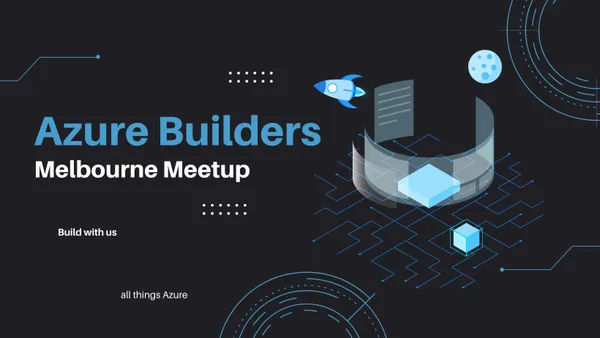 Azure Builders
Melbourne Meetup
Build with us
all things Azure